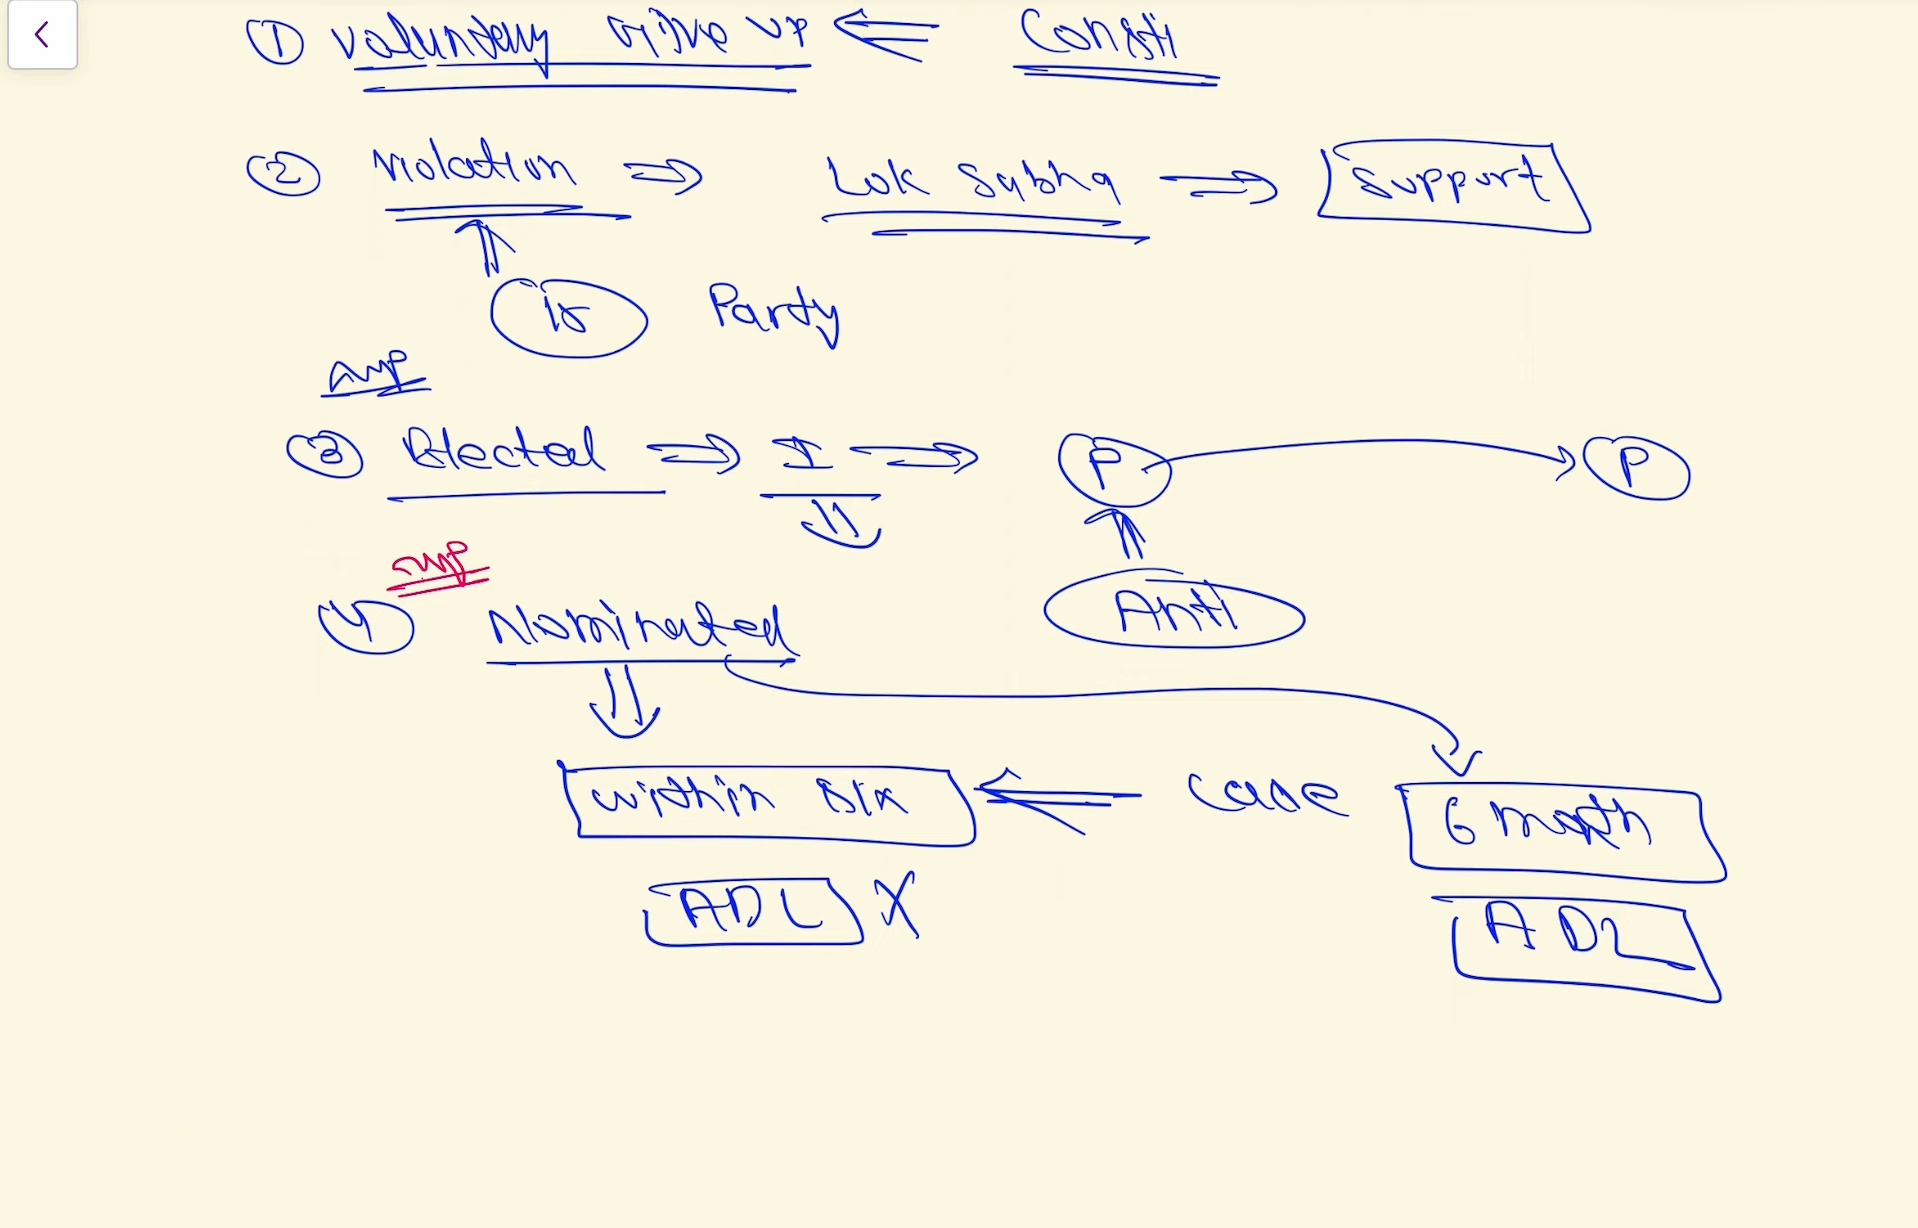 ① voluntary give up ⇐ Consti
② Violation ⇒ Lok Sabha ⇒ Support
Party
Imp
③ Elected ⇒ I ⇒ P → P
Imp
④ Nominated Anti
within six ⇐ case 6 month
ADL X ADL